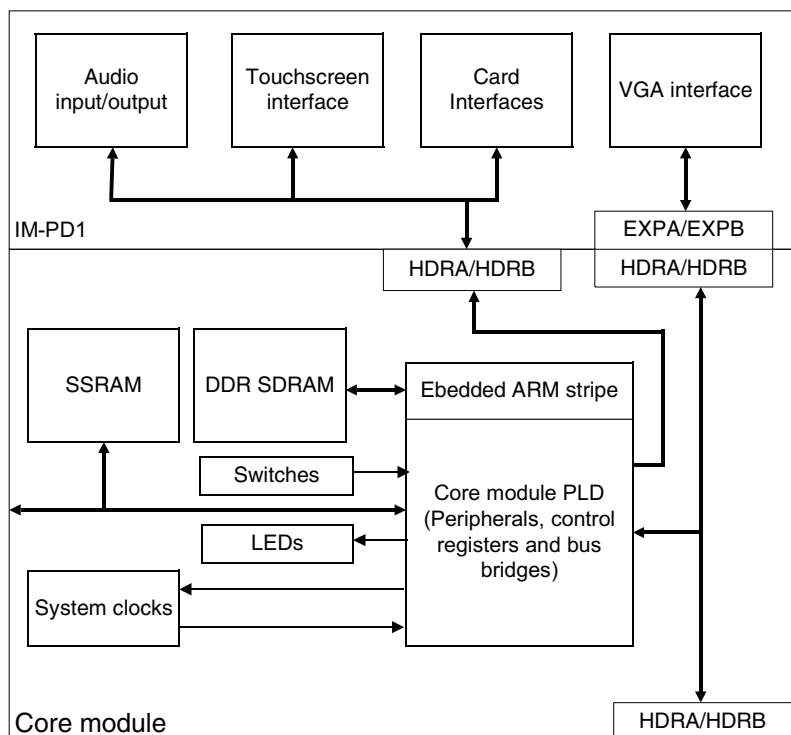 Audio
input/output
Touchscreen
interface
Card
Interfaces
VGA interface
IM-PD1
EXPA/EXPB
HDRA/HDRB
HDRA/HDRB
SSRAM
DDR SDRAM
Ebedded ARM stripe
Switches
Core module PLD
(Peripherals, control
registers and bus
bridges)
LEDs
System clocks
Core module
HDRA/HDRB